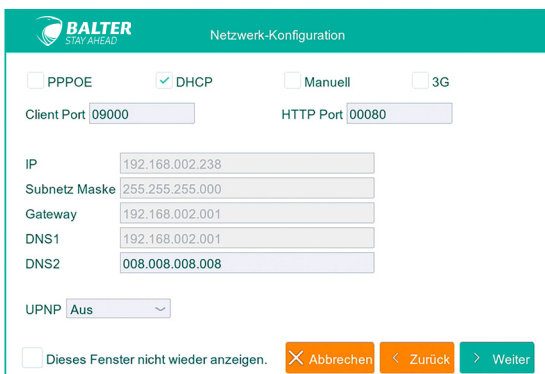 BALTER
STAY AHEAD
Netzwerk-Konfiguration
PPPOE DHCP Manuell 3G
Client Port 09000 HTTP Port 00080
IP 192.168.002.238
Subnetz Maske 255.255.255.000
Gateway 192.168.002.001
DNS1 192.168.002.001
DNS2 008.008.008.008
UPNP Aus
Dieses Fenster nicht wieder anzeigen. Abbrechen Zurück Weiter